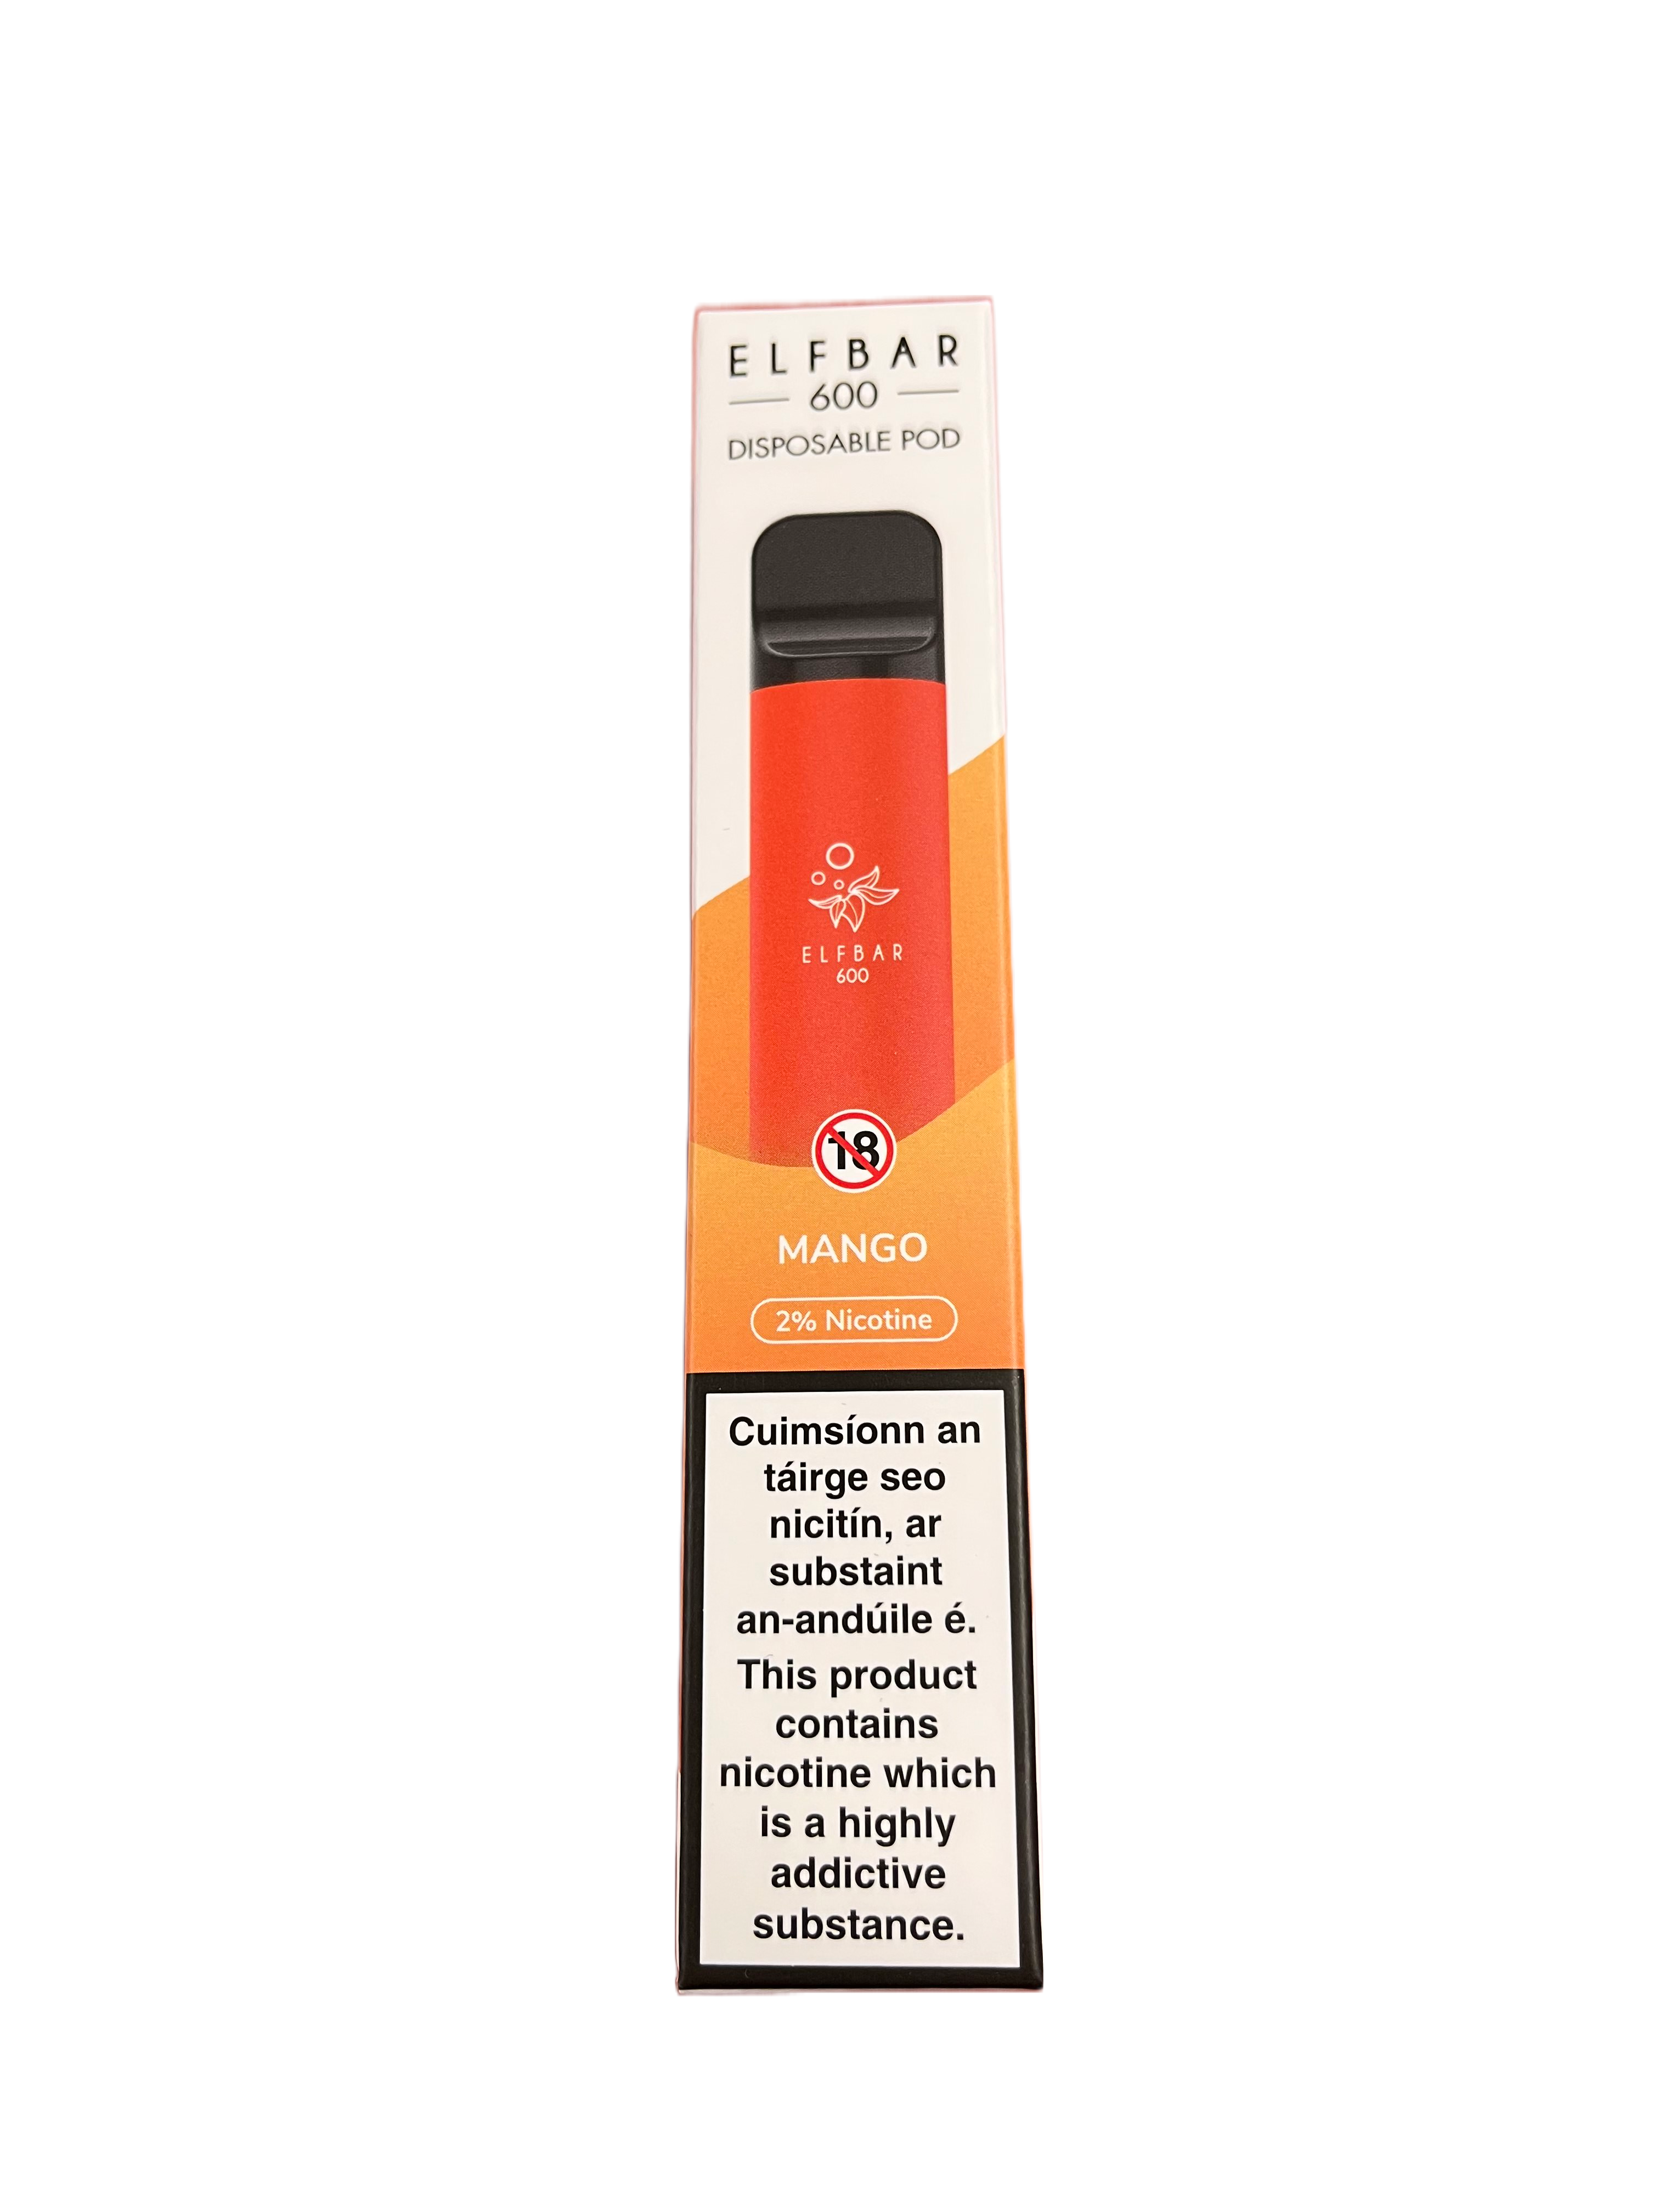 ELFBAR
600
DISPOSABLE POD
ELFBAR
600
18
MANGO
2% Nicotine
Cuimsíonn an
táirge seo
nicitín, ar
substaint
an-andúile é.
This product
contains
nicotine which
is a highly
addictive
substance.